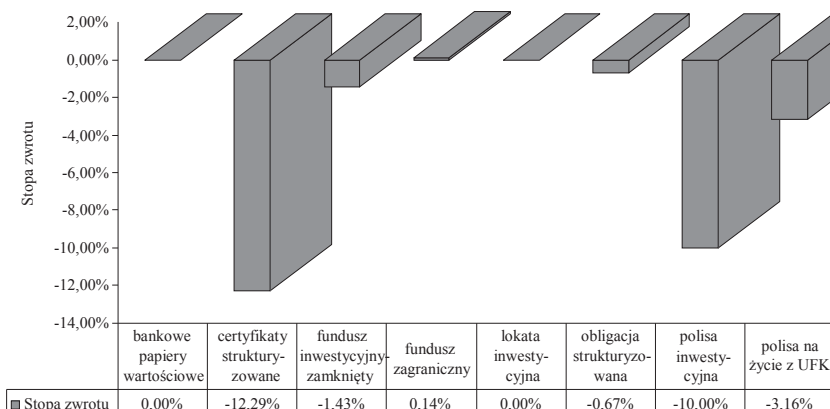 2,00%
0,00%
-2,00%
-4,00%
-6,00%
-8,00%
-10,00%
-12,00%
-14,00%
Stopa zwrotu
bankowe
papiery
wartościowe
certyfikaty
struktury-
zowane
fundusz
inwestycyjny
zamknięty
fundusz
zagraniczny
lokata
inwesty-
cyjna
obligacja
strukturyzo-
wana
polisa
inwesty-
cyjna
polisa na
życie z UFK
Stopa zwrotu 0,00% -12,29% -1,43% 0,14% 0,00% -0,67% -10,00% -3,16%